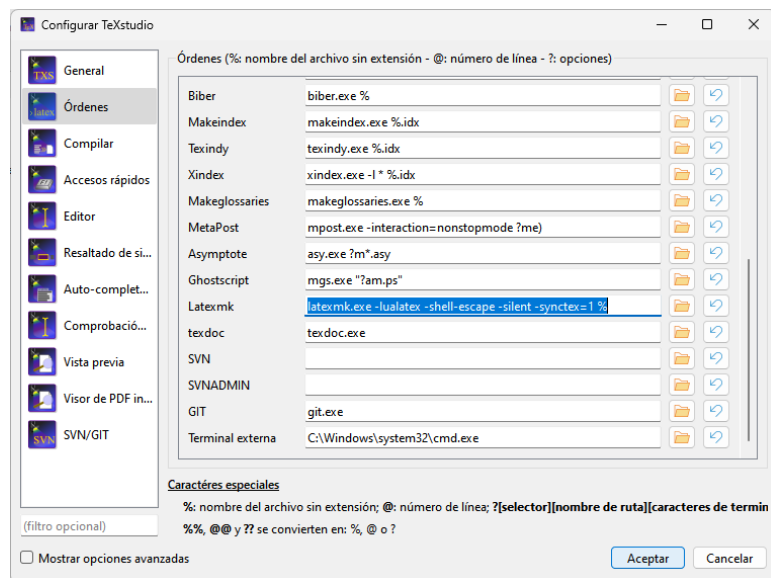 Configurar TeXstudio
TXS General
latex Órdenes
Compilar
Accesos rápidos
Editor
Resaltado de si...
Auto-complet...
Comprobació...
Vista previa
Visor de PDF in...
SVN SVN/GIT
(filtro opcional)
Mostrar opciones avanzadas
Órdenes (%: nombre del archivo sin extensión - @: número de línea - ?: opciones)
Biber biber.exe %
Makeindex makeindex.exe %.idx
Texindy texindy.exe %.idx
Xindex xindex.exe -l * %.idx
Makeglossaries makeglossaries.exe %
MetaPost mpost.exe -interaction=nonstopmode ?me)
Asymptote asy.exe ?m*.asy
Ghostscript mgs.exe "?am.ps"
Latexmk latexmk.exe -lualatex -shell-escape -silent -synctex=1 %
texdoc texdoc.exe
SVN
SVNADMIN
GIT git.exe
Terminal externa C:\Windows\system32\cmd.exe
Caractéres especiales
%: nombre del archivo sin extensión; @: número de línea; ?[selector][nombre de ruta][caracteres de termin
%%, @@ y ?? se convierten en: %, @ o ?
Aceptar Cancelar